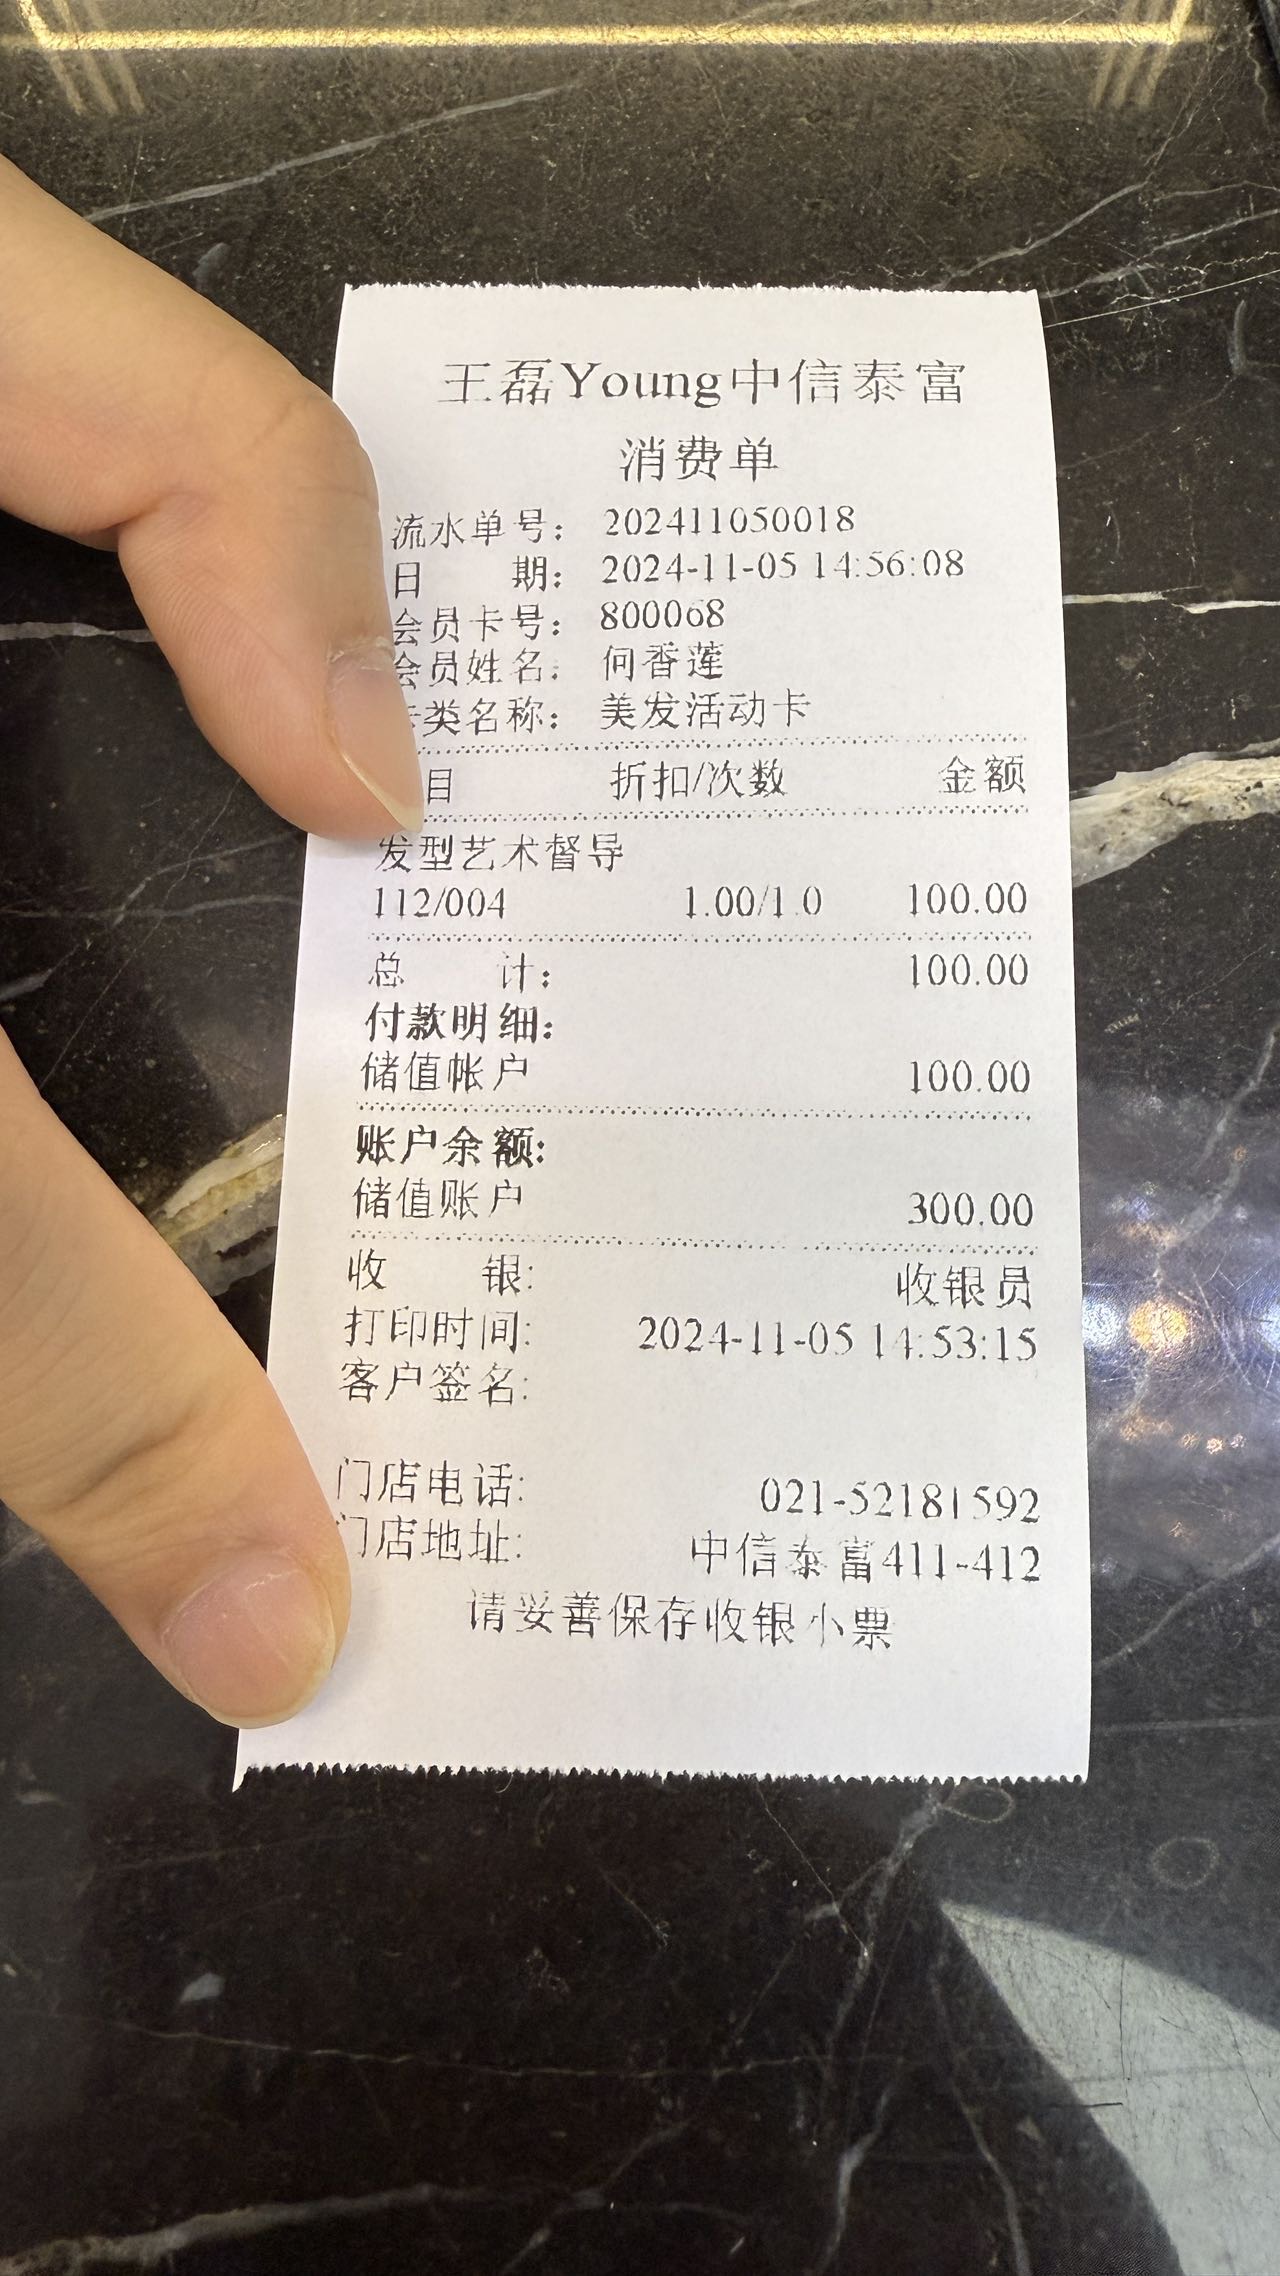 王磊Young中信泰富
消费单
流水单号： 202411050018
日 期： 2024-11-05 14:56:08
会员卡号： 800068
会员姓名： 何香莲
类名称： 美发活动卡
目 折扣/次数 金额
发型艺术督导
112/004 1.00/1.0 100.00
总 计： 100.00
付款明细：
储值帐户 100.00
账户余额:
储值账户 300.00
收 银: 收银员
打印时间: 2024-11-05 14:53:15
客户签名:
门店电话: 021-52181592
门店地址: 中信泰富411-412
请妥善保存收银小票